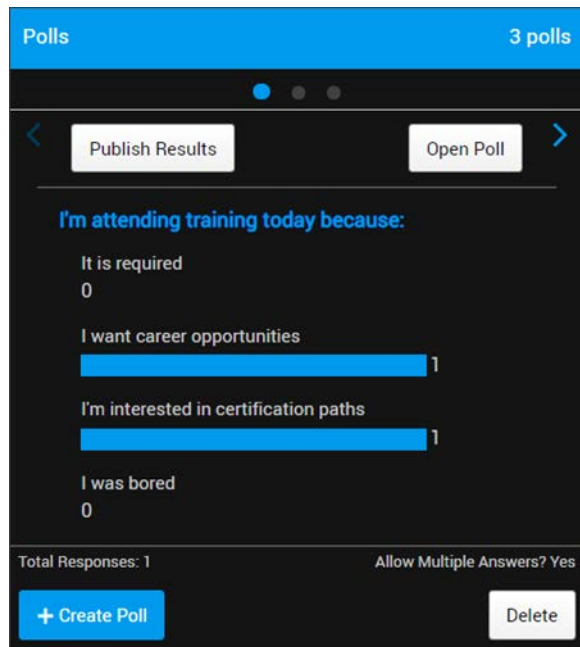 Polls 3 polls
Publish Results Open Poll
I'm attending training today because:
It is required
0
I want career opportunities
1
I'm interested in certification paths
1
I was bored
0
Total Responses: 1 Allow Multiple Answers? Yes
+ Create Poll Delete